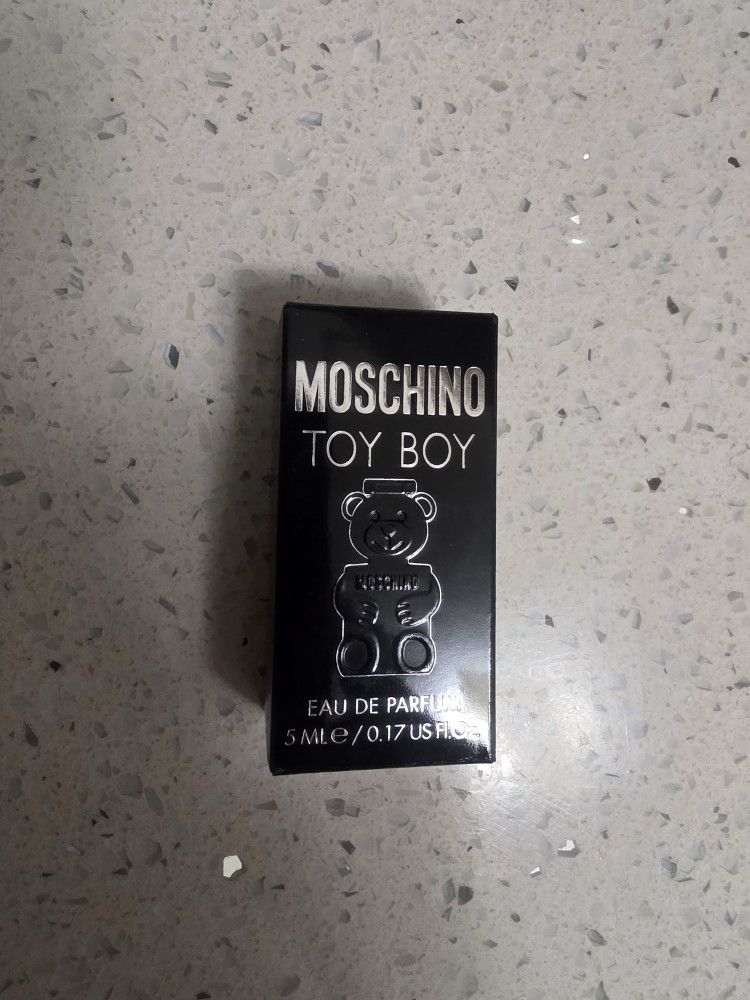 MOSCHINO
TOY BOY
MOSCHINO
EAU DE PARFUM
5 ML℮/0.17 US Fl.Oz